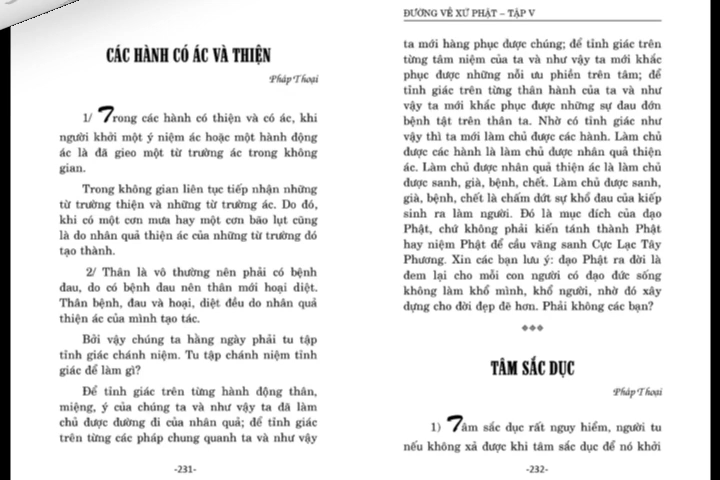 CÁC HÀNH CÓ ÁC VÀ THIỆN
Pháp Thoại
1/ Trong các hành có thiện và có ác, khi
người khởi một ý niệm ác hoặc một hành động
ác là đã gieo một từ trường ác trong không
gian.
Trong không gian liên tục tiếp nhận những
từ trường thiện và những từ trường ác. Do đó,
khi có một cơn mưa hay một cơn bão lụt cũng
là do nhân quả thiện ác của những từ trường đó
tạo thành.
2/ Thân là vô thường nên phải có bệnh
đau, do có bệnh đau nên thân mới hoại diệt.
Thân bệnh, đau và hoại, diệt đều do nhân quả
thiện ác của mình tạo tác.
Bởi vậy chúng ta hằng ngày phải tu tập
tỉnh giác chánh niệm. Tu tập chánh niệm tỉnh
giác để làm gì?
Để tỉnh giác trên từng hành động thân,
miệng, ý của chúng ta và như vậy ta đã làm
chủ được đường đi của nhân quả; để tỉnh giác
trên từng các pháp chung quanh ta và như vậy
-231-
ĐƯỜNG VỀ XỨ PHẬT – TẬP V
ta mới hàng phục được chúng; để tỉnh giác trên
từng tâm niệm của ta và như vậy ta mới khắc
phục được những nỗi ưu phiền trên tâm; để
tỉnh giác trên từng thân hành của ta và như
vậy ta mới khắc phục được những sự đau đớn
bệnh tật trên thân ta. Nhờ có tỉnh giác như
vậy thì ta mới làm chủ được các hành. Làm chủ
được các hành là làm chủ được nhân quả thiện
ác. Làm chủ được nhân quả thiện ác là làm chủ
được sanh, già, bệnh, chết. Làm chủ được sanh,
già, bệnh, chết là chấm dứt sự khổ đau của kiếp
sinh ra làm người. Đó là mục đích của đạo
Phật, chứ không phải kiến tánh thành Phật
hay niệm Phật để cầu vãng sanh Cực Lạc Tây
Phương. Xin các bạn lưu ý: đạo Phật ra đời là
đem lại cho mỗi con người có đạo đức sống
không làm khổ mình, khổ người, nhờ đó xây
dựng cho đời đẹp đẽ hơn. Phải không các bạn?
TÂM SẮC DỤC
Pháp Thoại
1) Tâm sắc dục rất nguy hiểm, người tu
nếu không xả được khi tâm sắc dục để nó khởi
-232-